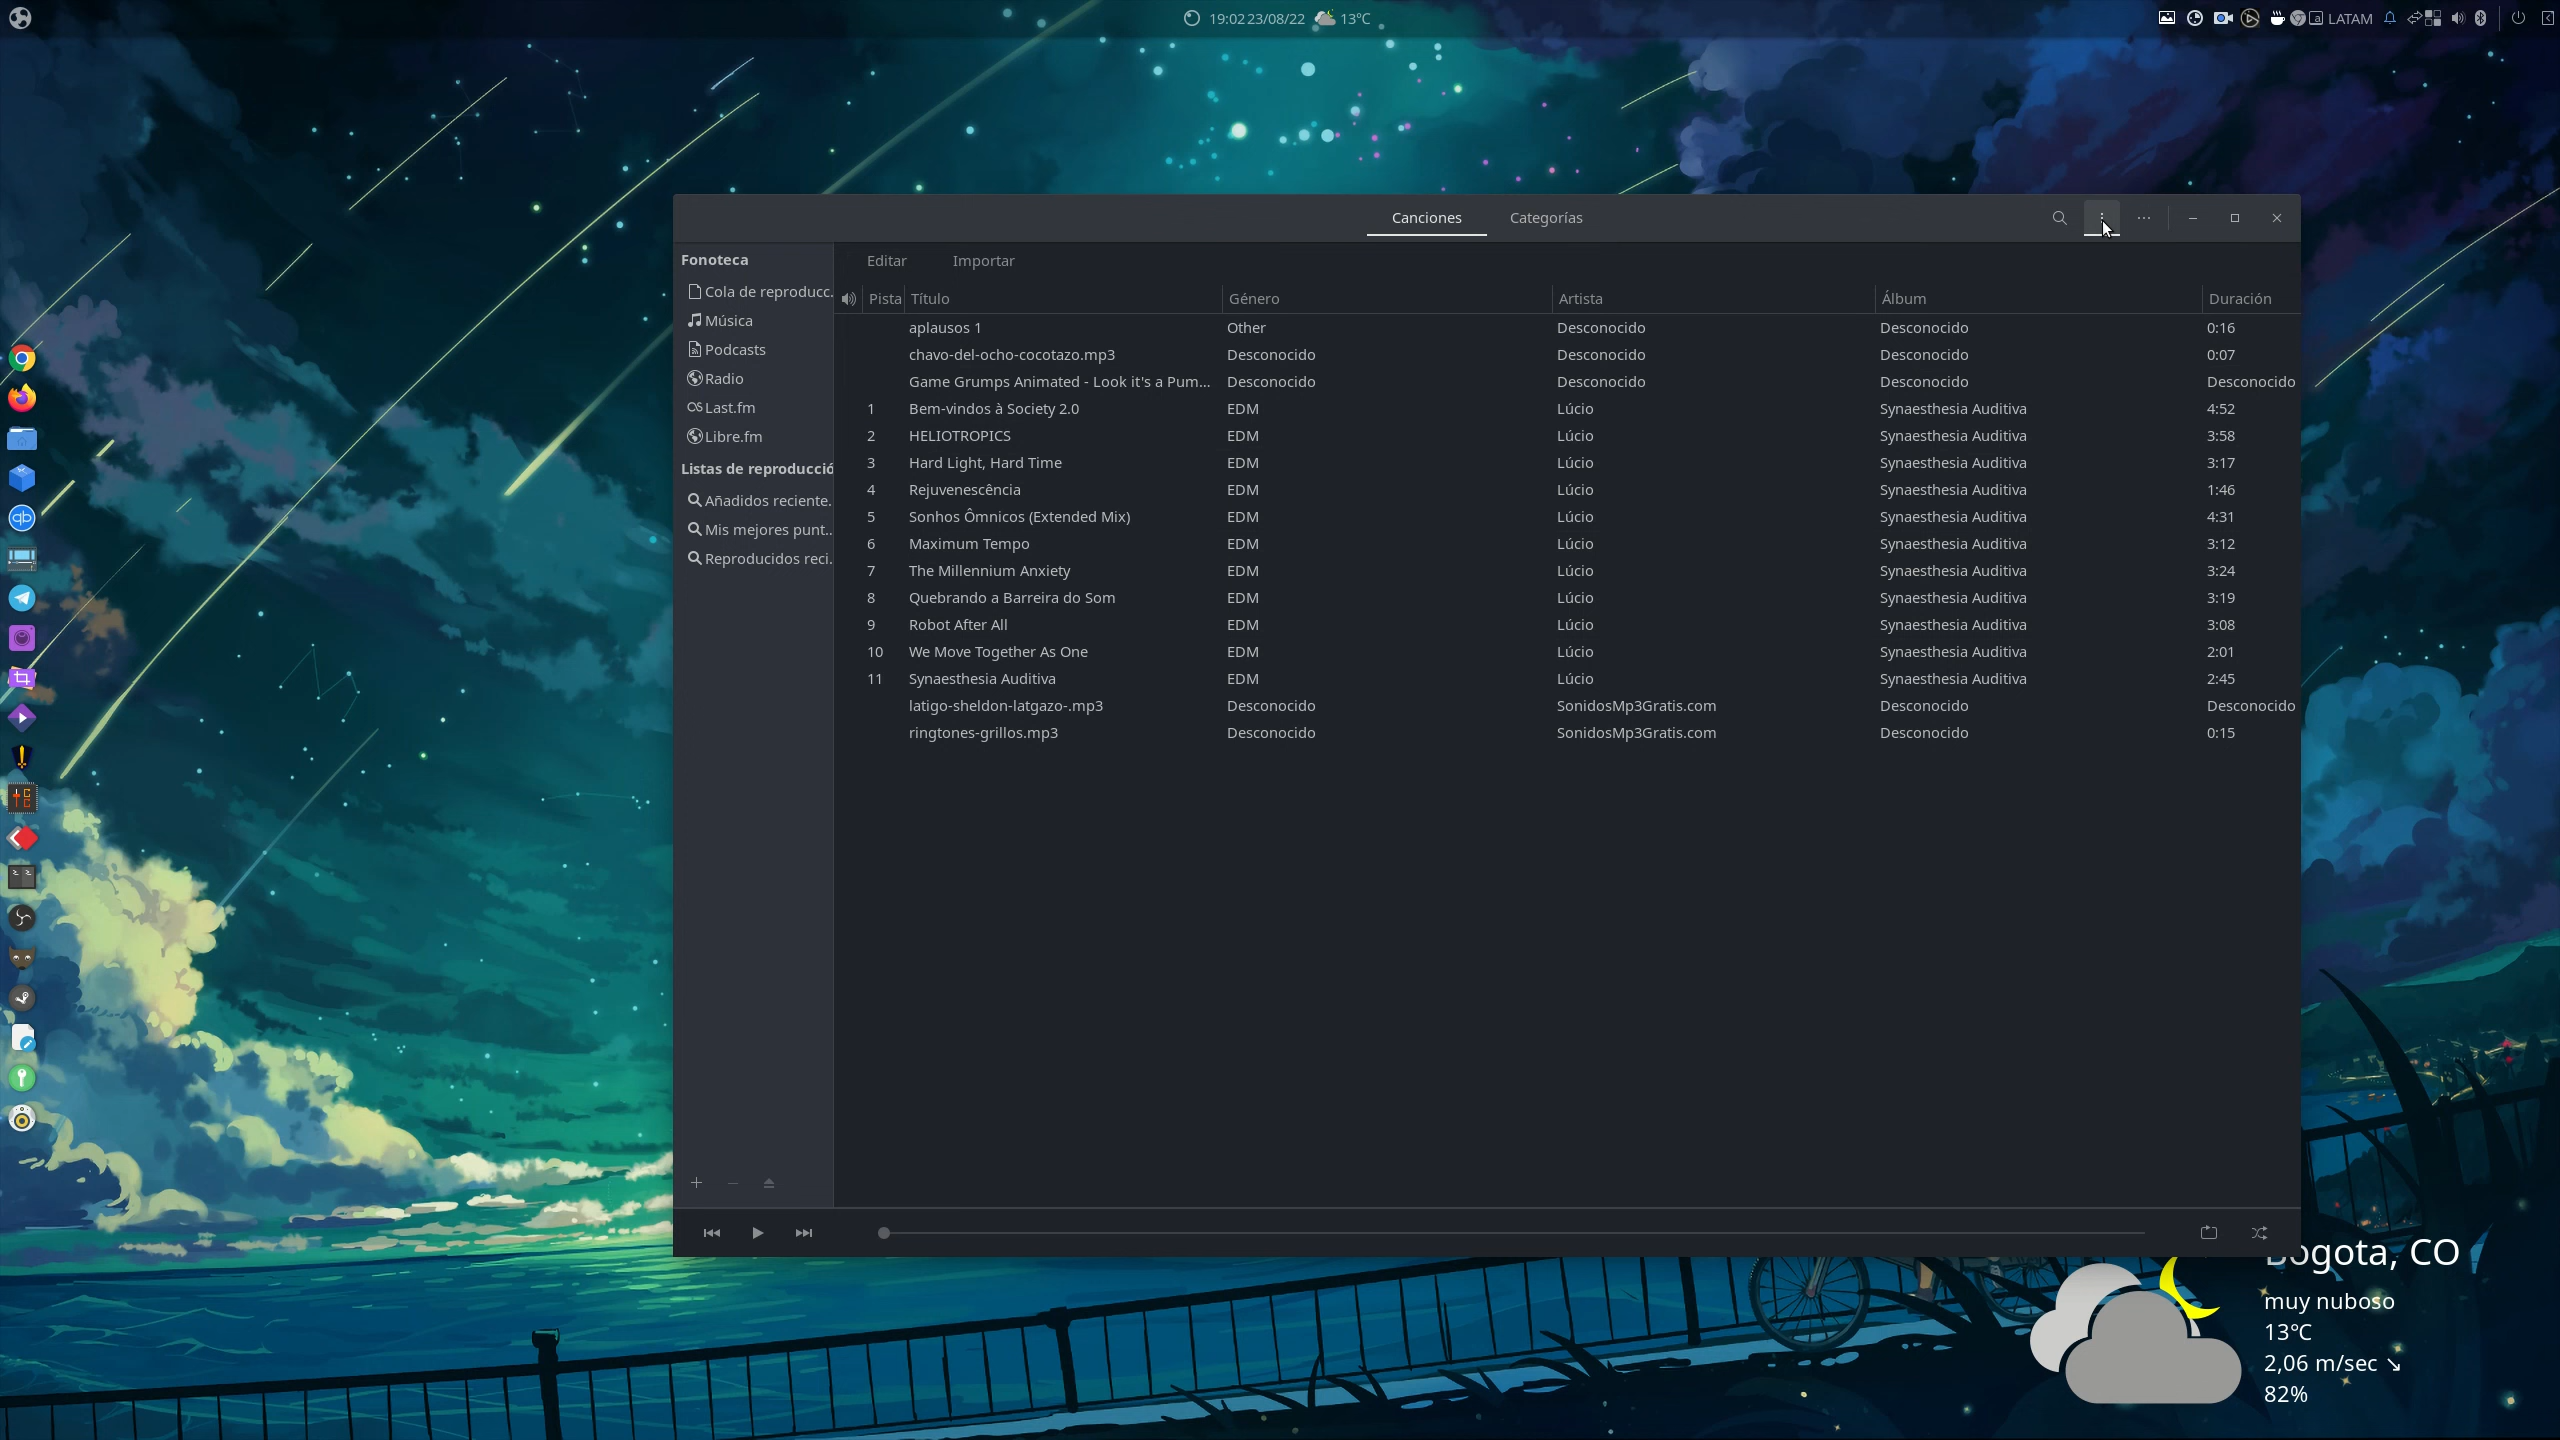 19:02 23/08/22 13°C
LATAM
Canciones Categorías
Fonoteca
Cola de reproducc...
Música
Podcasts
Radio
Last.fm
Libre.fm
Listas de reproducció
Añadidos reciente...
Mis mejores punt...
Reproducidos reci...
Editar Importar
Pista Título Género Artista Álbum Duración
aplausos 1 Other Desconocido Desconocido 0:16
chavo-del-ocho-cocotazo.mp3 Desconocido Desconocido Desconocido 0:07
Game Grumps Animated - Look it's a Pum... Desconocido Desconocido Desconocido Desconocido
1 Bem-vindos à Society 2.0 EDM Lúcio Synaesthesia Auditiva 4:52
2 HELIOTROPICS EDM Lúcio Synaesthesia Auditiva 3:58
3 Hard Light, Hard Time EDM Lúcio Synaesthesia Auditiva 3:17
4 Rejuvenescência EDM Lúcio Synaesthesia Auditiva 1:46
5 Sonhos Ômnicos (Extended Mix) EDM Lúcio Synaesthesia Auditiva 4:31
6 Maximum Tempo EDM Lúcio Synaesthesia Auditiva 3:12
7 The Millennium Anxiety EDM Lúcio Synaesthesia Auditiva 3:24
8 Quebrando a Barreira do Som EDM Lúcio Synaesthesia Auditiva 3:19
9 Robot After All EDM Lúcio Synaesthesia Auditiva 3:08
10 We Move Together As One EDM Lúcio Synaesthesia Auditiva 2:01
11 Synaesthesia Auditiva EDM Lúcio Synaesthesia Auditiva 2:45
latigo-sheldon-latgazo-.mp3 Desconocido SonidosMp3Gratis.com Desconocido Desconocido
ringtones-grillos.mp3 Desconocido SonidosMp3Gratis.com Desconocido 0:15
Bogota, CO
muy nuboso
13°C
2,06 m/sec ↘
82%